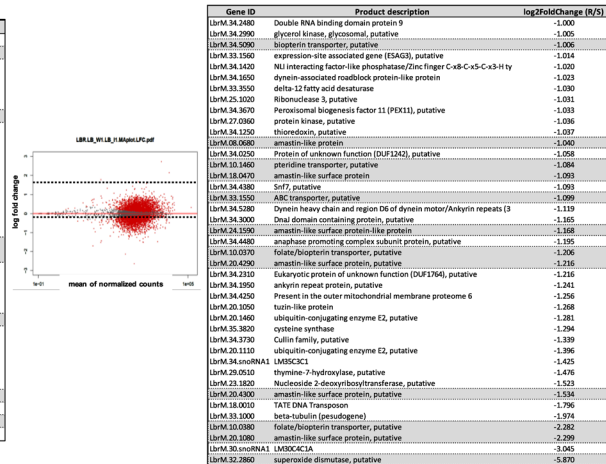 LBR.LB_W1.LB_I1.MAplot.LFC.pdf
log fold change
1e+01
1e+05
mean of normalized counts
Gene ID Product description log2FoldChange (R/S)
LbrM.34.2480 Double RNA binding domain protein 9 -1.000
LbrM.34.2990 glycerol kinase, glycosomal, putative -1.005
LbrM.34.5090 biopterin transporter, putative -1.006
LbrM.33.1560 expression-site associated gene (ESAG3), putative -1.014
LbrM.34.1420 NLI interacting factor-like phosphatase/Zinc finger C-x8-C-x5-C-x3-H ty -1.020
LbrM.34.1650 dynein-associated roadblock protein-like protein -1.023
LbrM.33.3550 delta-12 fatty acid desaturase -1.030
LbrM.25.1020 Ribonuclease 3, putative -1.031
LbrM.34.3670 Peroxisomal biogenesis factor 11 (PEX11), putative -1.033
LbrM.27.0360 protein kinase, putative -1.036
LbrM.34.1250 thioredoxin, putative -1.037
LbrM.08.0680 amastin-like protein -1.040
LbrM.34.0250 Protein of unknown function (DUF1242), putative -1.058
LbrM.10.1460 pteridine transporter, putative -1.084
LbrM.18.0470 amastin-like surface protein, putative -1.093
LbrM.34.4380 Snf7, putative -1.093
LbrM.33.1550 ABC transporter, putative -1.099
LbrM.34.5280 Dynein heavy chain and region D6 of dynein motor/Ankyrin repeats (3 -1.119
LbrM.34.3000 DnaJ domain containing protein, putative -1.165
LbrM.24.1590 amastin-like surface protein-like protein -1.168
LbrM.34.4480 anaphase promoting complex subunit protein, putative -1.195
LbrM.10.0370 folate/biopterin transporter, putative -1.206
LbrM.20.4290 amastin-like surface protein, putative -1.216
LbrM.34.2310 Eukaryotic protein of unknown function (DUF1764), putative -1.216
LbrM.34.1950 ankyrin repeat protein, putative -1.241
LbrM.34.4250 Present in the outer mitochondrial membrane proteome 6 -1.256
LbrM.20.1050 tuzin-like protein -1.268
LbrM.20.1460 ubiquitin-conjugating enzyme E2, putative -1.281
LbrM.35.3820 cysteine synthase -1.294
LbrM.34.3730 Cullin family, putative -1.339
LbrM.20.1110 ubiquitin-conjugating enzyme E2, putative -1.396
LbrM.34.snoRNA1 LM35C3C1 -1.425
LbrM.29.0510 thymine-7-hydroxylase, putative -1.476
LbrM.23.1820 Nucleoside 2-deoxyribosyltransferase, putative -1.523
LbrM.20.4300 amastin-like surface protein, putative -1.534
LbrM.18.0010 TATE DNA Transposon -1.796
LbrM.33.1000 beta-tubulin (pesudogene) -1.974
LbrM.10.0380 folate/biopterin transporter, putative -2.282
LbrM.20.1080 amastin-like surface protein, putative -2.299
LbrM.30.snoRNA1 LM30C4C1A -3.045
LbrM.32.2860 superoxide dismutase, putative -5.870